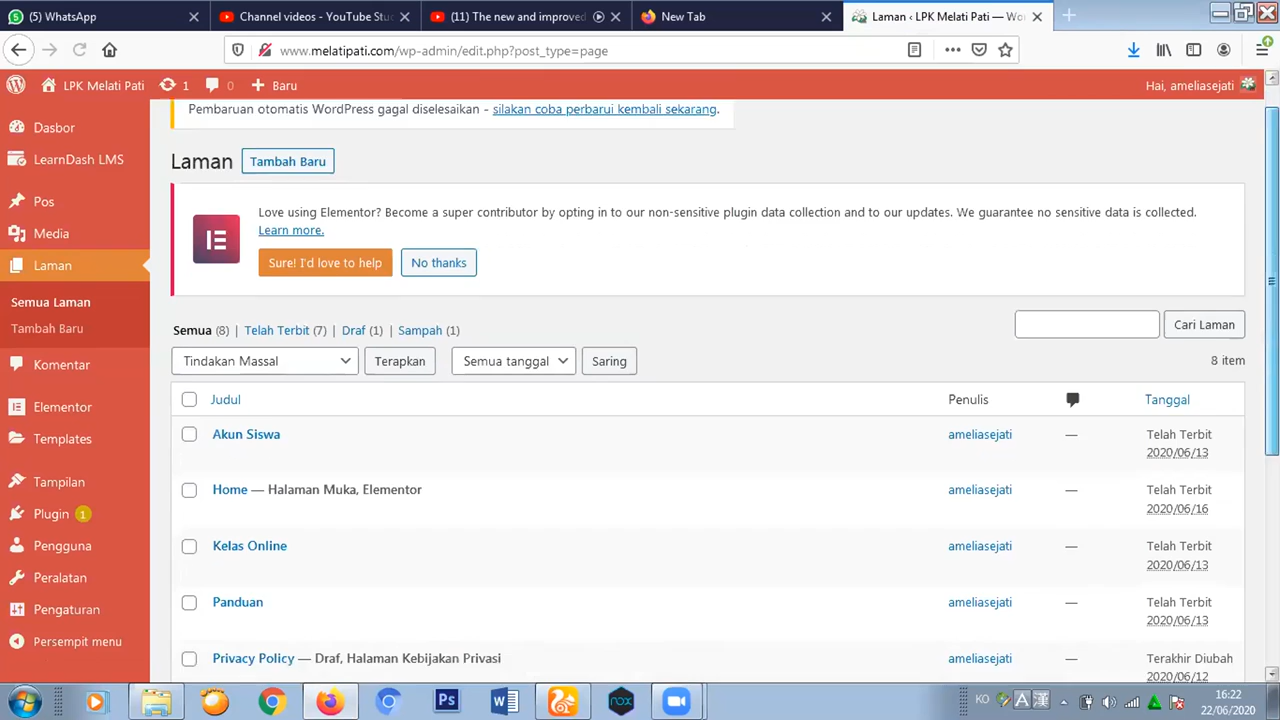 (5) WhatsApp
Channel videos - YouTube Stu
(11) The new and improved
New Tab
Laman ‹ LPK Melati Pati — Wo
www.melatipati.com/wp-admin/edit.php?post_type=page
LPK Melati Pati
1
0
Baru
Hai, ameliasejati
Dasbor
LearnDash LMS
Pos
Media
Laman
Semua Laman
Tambah Baru
Komentar
Elementor
Templates
Tampilan
Plugin 1
Pengguna
Peralatan
Pengaturan
Persempit menu
Pembaruan otomatis WordPress gagal diselesaikan - silakan coba perbarui kembali sekarang.
Laman Tambah Baru
Love using Elementor? Become a super contributor by opting in to our non-sensitive plugin data collection and to our updates. We guarantee no sensitive data is collected.
Learn more.
Sure! I'd love to help No thanks
Semua (8) | Telah Terbit (7) | Draf (1) | Sampah (1)
Cari Laman
Tindakan Massal Terapkan Semua tanggal Saring
8 item
Judul Penulis Tanggal
Akun Siswa ameliasejati — Telah Terbit
2020/06/13
Home — Halaman Muka, Elementor ameliasejati — Telah Terbit
2020/06/16
Kelas Online ameliasejati — Telah Terbit
2020/06/13
Panduan ameliasejati — Telah Terbit
2020/06/13
Privacy Policy — Draf, Halaman Kebijakan Privasi ameliasejati — Terakhir Diubah
2020/06/12
Ps
nox
KO
A
漢
16:22
22/06/2020